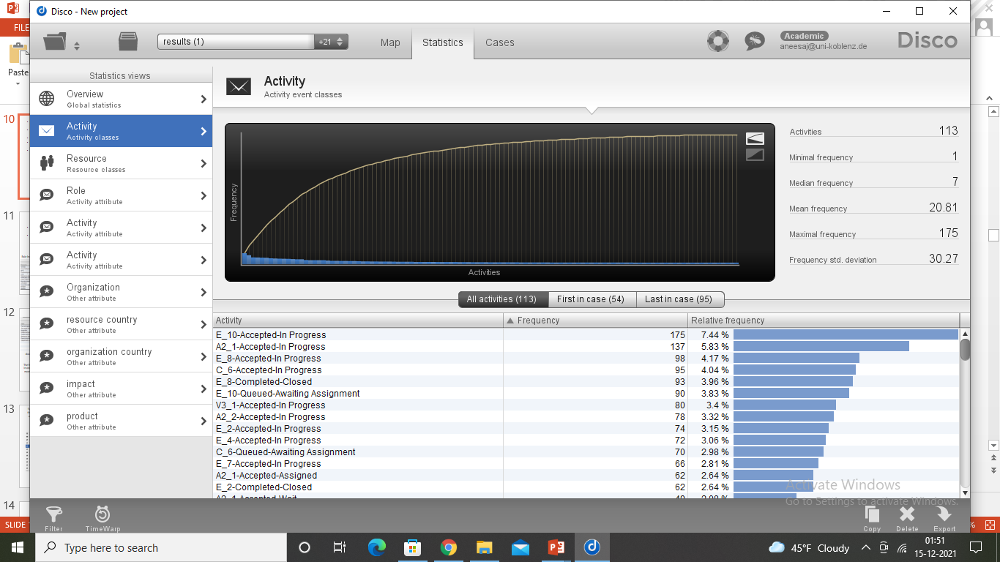 Disco - New project
FILE
Paste
results (1)
+21
Map
Statistics
Cases
Academic
aneesaj@uni-koblenz.de
Disco
Statistics views
Overview
Global statistics
Activity
Activity classes
Resource
Resource classes
Role
Activity attribute
Activity
Activity attribute
Activity
Activity attribute
Organization
Other attribute
resource country
Other attribute
organization country
Other attribute
impact
Other attribute
product
Other attribute
10
11
12
13
14
Activity
Activity event classes
Frequency
Activities
Activities 113
Minimal frequency 1
Median frequency 7
Mean frequency 20.81
Maximal frequency 175
Frequency std. deviation 30.27
All activities (113) First in case (54) Last in case (95)
Activity Frequency Relative frequency
E_10-Accepted-In Progress 175 7.44 %
A2_1-Accepted-In Progress 137 5.83 %
E_8-Accepted-In Progress 98 4.17 %
C_6-Accepted-In Progress 95 4.04 %
E_8-Completed-Closed 93 3.96 %
E_10-Queued-Awaiting Assignment 90 3.83 %
V3_1-Accepted-In Progress 80 3.4 %
A2_2-Accepted-In Progress 78 3.32 %
E_2-Accepted-In Progress 74 3.15 %
E_4-Accepted-In Progress 72 3.06 %
C_6-Queued-Awaiting Assignment 70 2.98 %
E_7-Accepted-In Progress 66 2.81 %
A2_1-Accepted-Assigned 62 2.64 %
E_2-Completed-Closed 62 2.64 %
A2_1-Accepted-Wait 49 2.08 %
Activate Windows
Go to Settings to activate Windows.
Filter
TimeWarp
Copy
Delete
Export
SLIDE
%
Type here to search
45°F Cloudy
01:51
15-12-2021